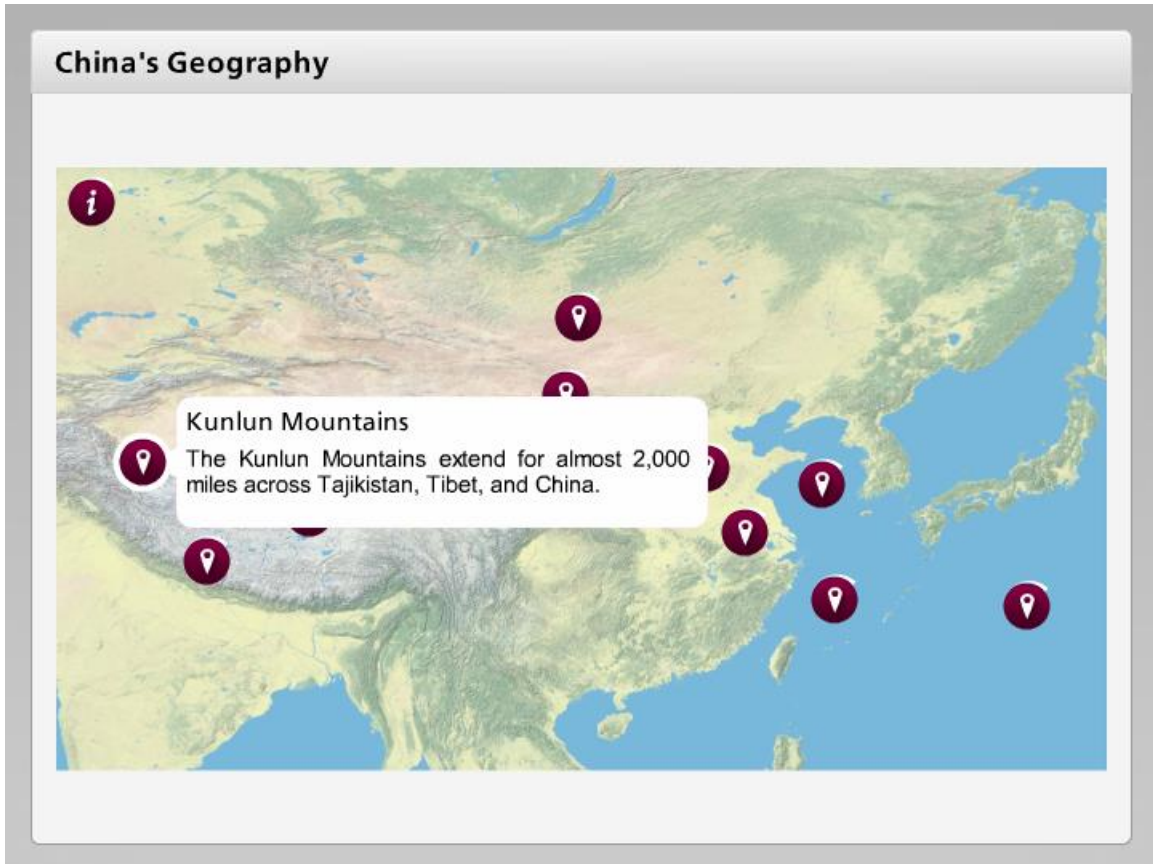 China's Geography
i
Kunlun Mountains
The Kunlun Mountains extend for almost 2,000
miles across Tajikistan, Tibet, and China.